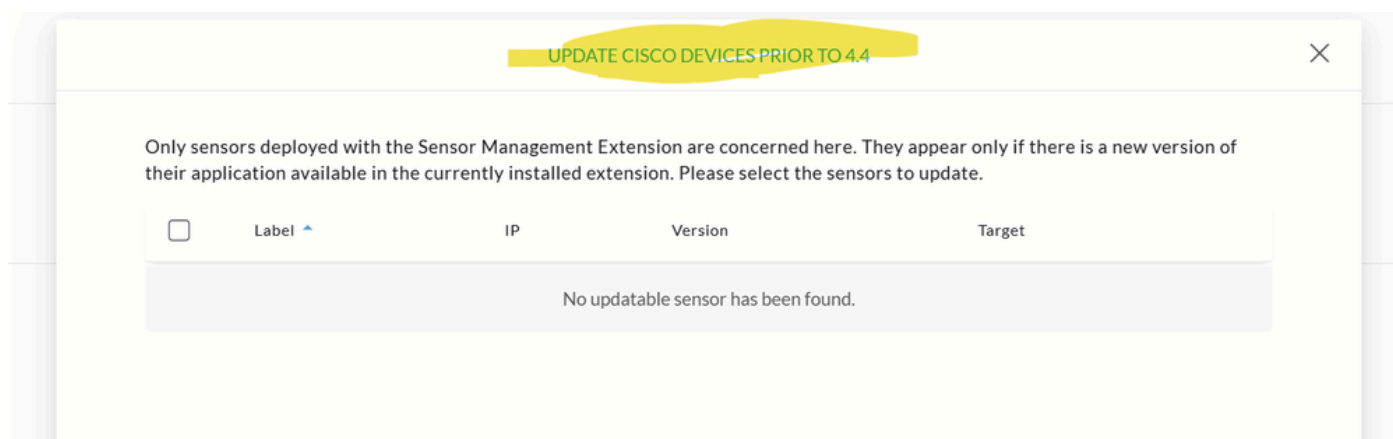 UPDATE CISCO DEVICES PRIOR TO 4.4
Only sensors deployed with the Sensor Management Extension are concerned here. They appear only if there is a new version of
their application available in the currently installed extension. Please select the sensors to update.
Label IP Version Target
No updatable sensor has been found.